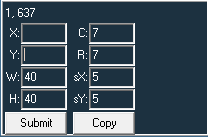 1, 637
X: C: 7
Y: R: 7
W: 40 sX: 5
H: 40 sY: 5
Submit Copy